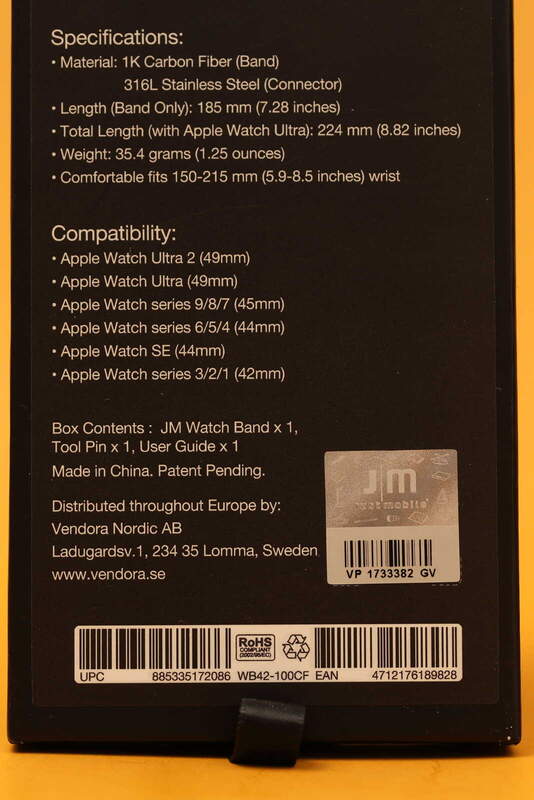 Specifications:
• Material: 1K Carbon Fiber (Band)
316L Stainless Steel (Connector)
• Length (Band Only): 185 mm (7.28 inches)
• Total Length (with Apple Watch Ultra): 224 mm (8.82 inches)
• Weight: 35.4 grams (1.25 ounces)
• Comfortable fits 150-215 mm (5.9-8.5 inches) wrist
Compatibility:
• Apple Watch Ultra 2 (49mm)
• Apple Watch Ultra (49mm)
• Apple Watch series 9/8/7 (45mm)
• Apple Watch series 6/5/4 (44mm)
• Apple Watch SE (44mm)
• Apple Watch series 3/2/1 (42mm)
Box Contents : JM Watch Band x 1,
Tool Pin x 1, User Guide x 1
Made in China. Patent Pending.
Distributed throughout Europe by:
Vendora Nordic AB
Ladugardsv.1, 234 35 Lomma, Sweden
www.vendora.se
J|M
just mobile
VP 1733382 GV
RoHS
COMPLIANT
(2002/95/EC)
UPC 885335172086 WB42-100CF EAN 4712176189828